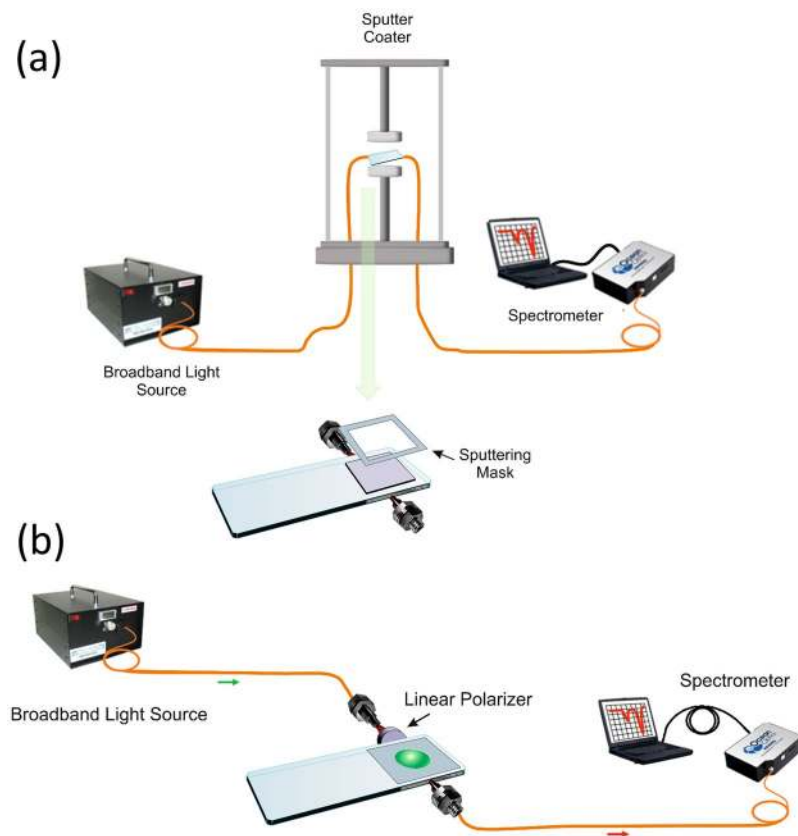 (a)
Sputter
Coater
Spectrometer
Broadband Light
Source
Sputtering
Mask
(b)
Linear Polarizer
Spectrometer
Broadband Light Source